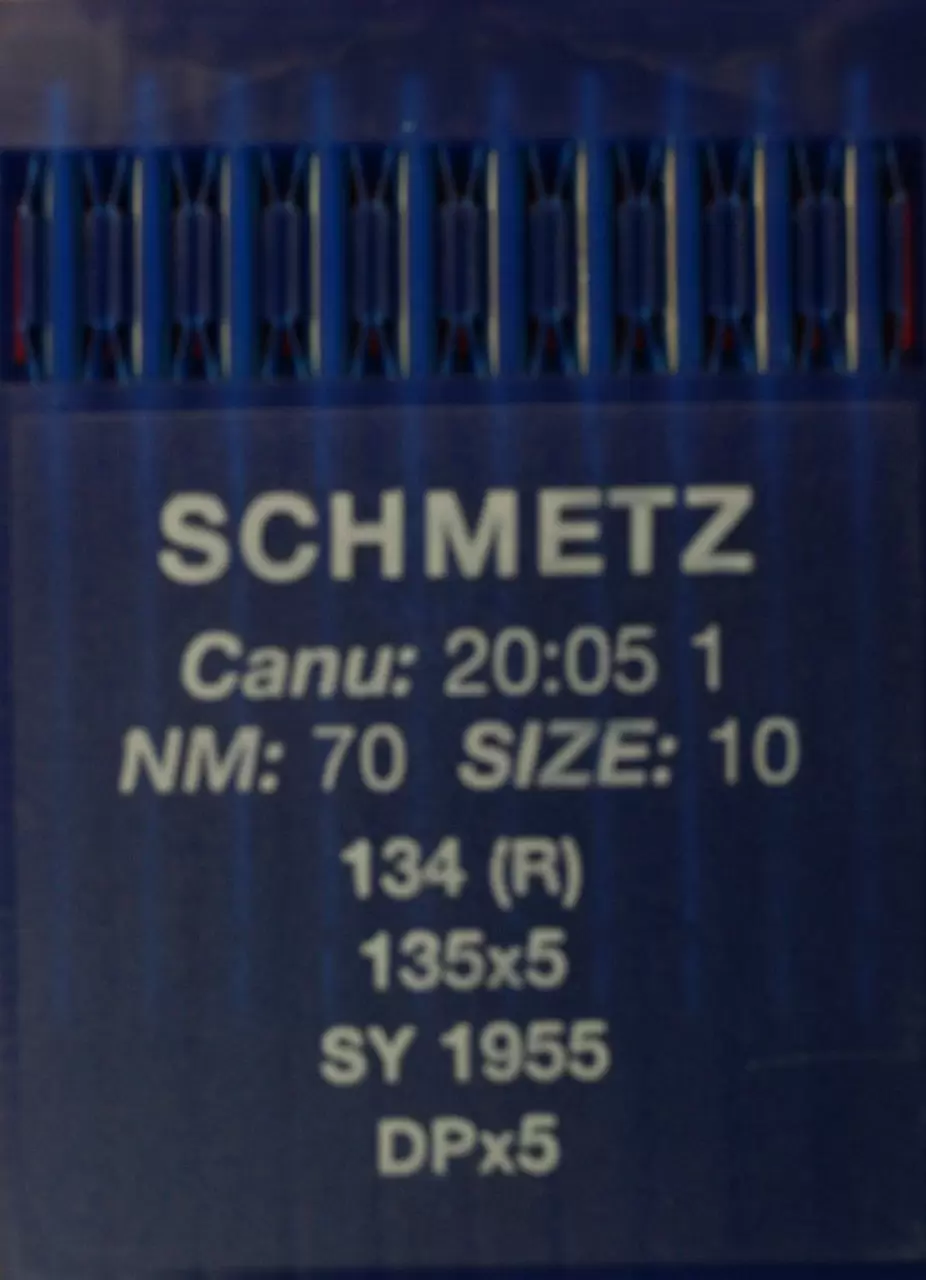 SCHMETZ
Canu: 20:05 1
NM: 70 SIZE: 10
134 (R)
135x5
SY 1955
DPx5